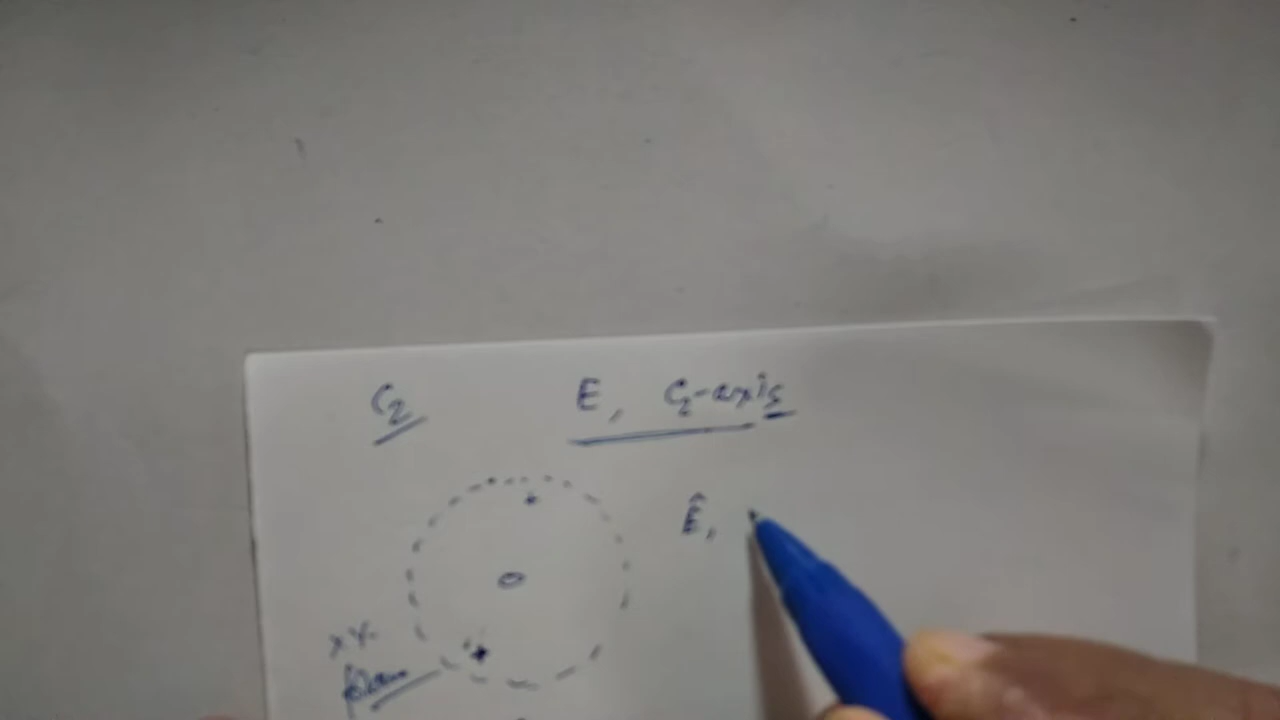 C₂ E, C₂-axis
Ê,
XY-
plane